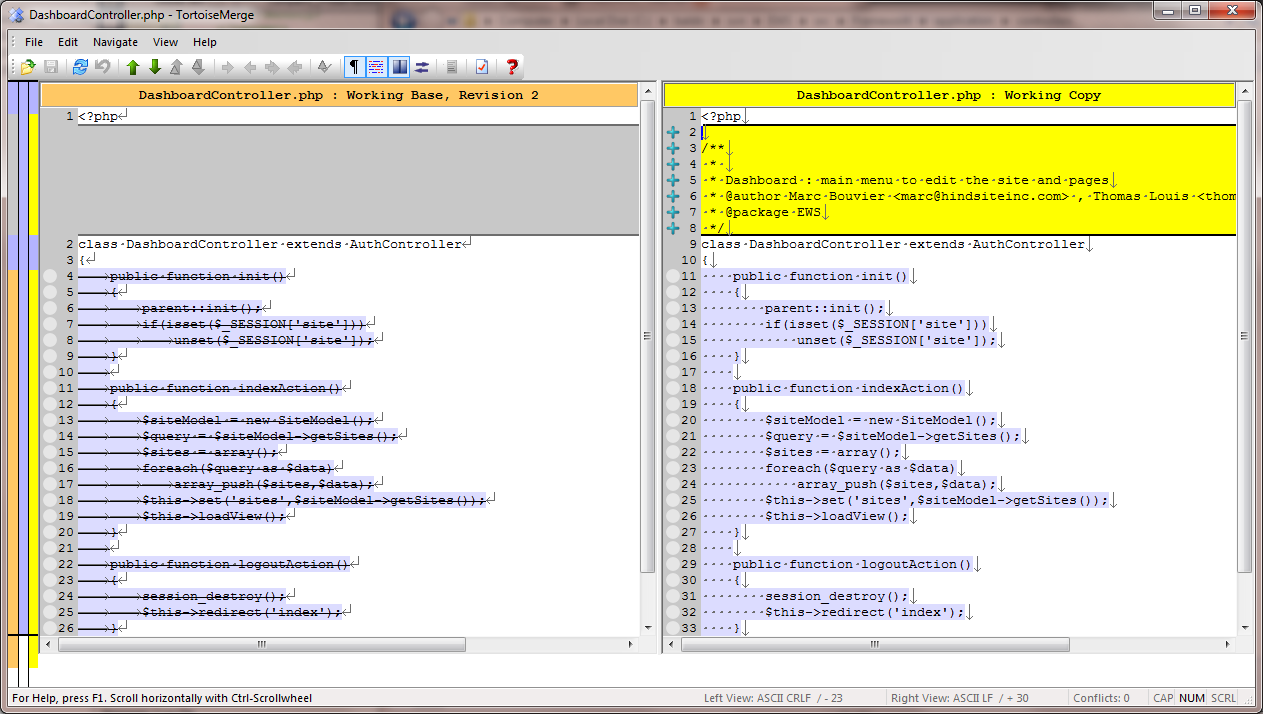 DashboardController.php - TortoiseMerge
File Edit Navigate View Help
DashboardController.php : Working Base, Revision 2
1 <?php
2 class DashboardController extends AuthController
3 {
4 public function init()
5 {
6 parent::init();
7 if(isset($_SESSION['site']))
8 unset($_SESSION['site']);
9 }
10
11 public function indexAction()
12 {
13 $siteModel = new SiteModel();
14 $query = $siteModel->getSites();
15 $sites = array();
16 foreach($query as $data)
17 array_push($sites,$data);
18 $this->set('sites',$siteModel->getSites());
19 $this->loadView();
20 }
21
22 public function logoutAction()
23 {
24 session_destroy();
25 $this->redirect('index');
26 }
DashboardController.php : Working Copy
1 <?php
2
3 /**
4 *
5 * Dashboard : main menu to edit the site and pages
6 * @author Marc Bouvier <marc@hindsiteinc.com> , Thomas Louis <thom
7 * @package EWS
8 */
9 class DashboardController extends AuthController
10 {
11 public function init()
12 {
13 parent::init();
14 if(isset($_SESSION['site']))
15 unset($_SESSION['site']);
16 }
17
18 public function indexAction()
19 {
20 $siteModel = new SiteModel();
21 $query = $siteModel->getSites();
22 $sites = array();
23 foreach($query as $data)
24 array_push($sites,$data);
25 $this->set('sites',$siteModel->getSites());
26 $this->loadView();
27 }
28
29 public function logoutAction()
30 {
31 session_destroy();
32 $this->redirect('index');
33 }
For Help, press F1. Scroll horizontally with Ctrl-Scrollwheel Left View: ASCII CRLF / - 23 Right View: ASCII LF / + 30 Conflicts: 0 CAP NUM SCRL